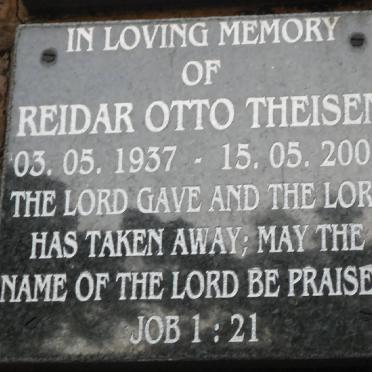 IN LOVING MEMORY
OF
REIDAR OTTO THEISEN
03. 05. 1937 - 15. 05. 200
THE LORD GAVE AND THE LOR
HAS TAKEN AWAY; MAY THE
NAME OF THE LORD BE PRAISE
JOB 1 : 21